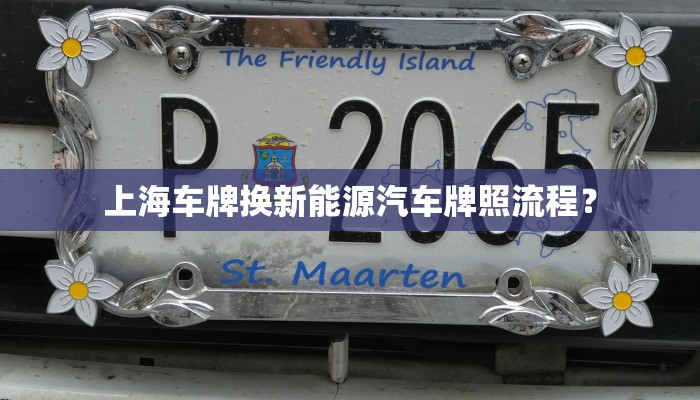 The Friendly Island
P 2065
上海车牌换新能源汽车牌照流程？
St. Maarten